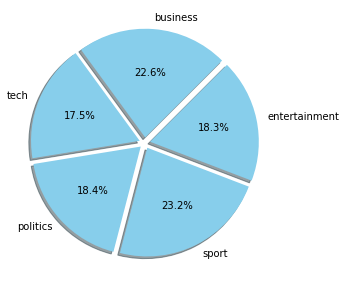 business
22.6%
tech
17.5%
entertainment
18.3%
18.4%
politics
23.2%
sport